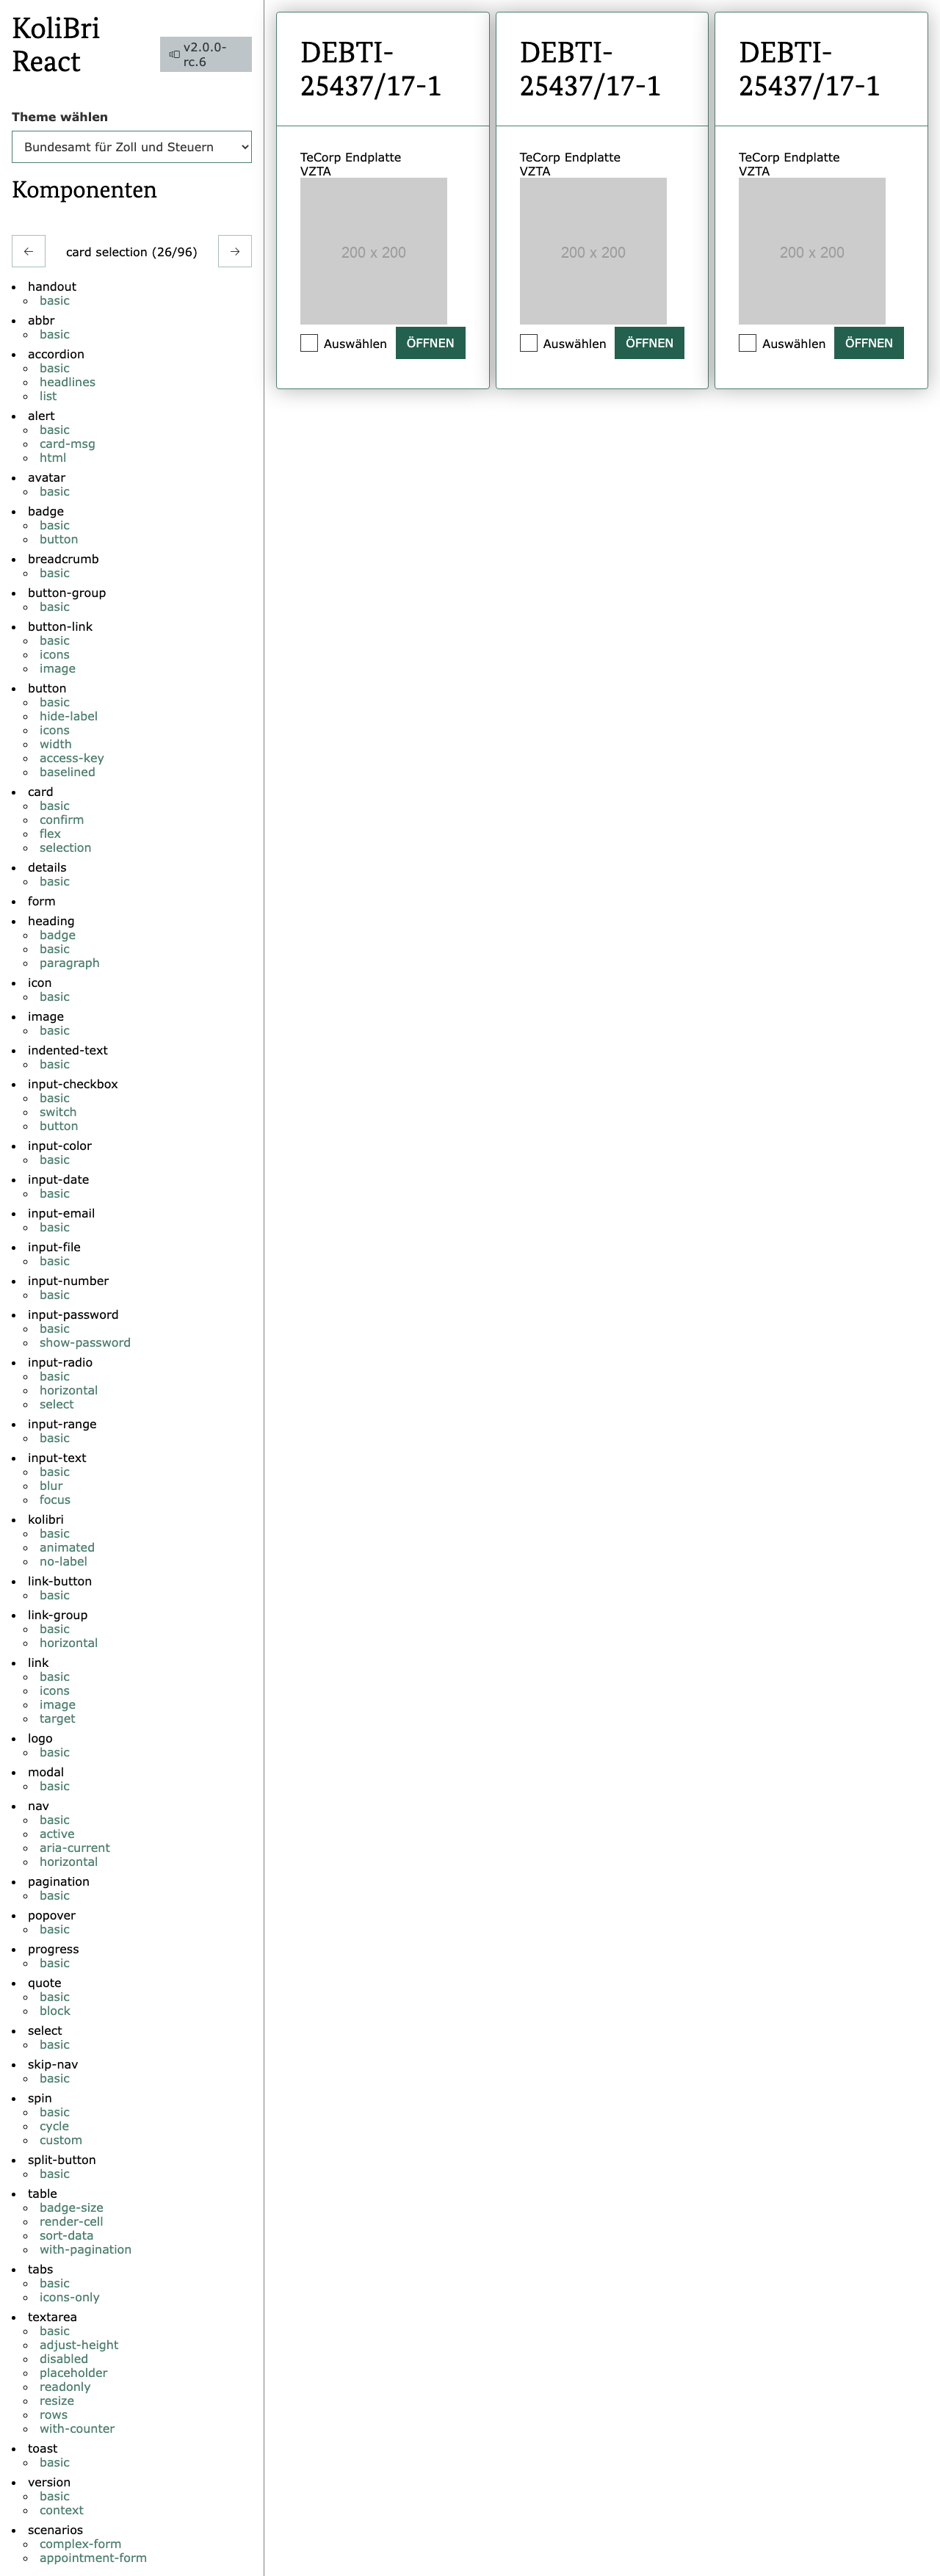 KoliBri
React
v2.0.0-
rc.6
Theme wählen
Bundesamt für Zoll und Steuern
Komponenten
card selection (26/96)
handout
basic
abbr
basic
accordion
basic
headlines
list
alert
basic
card-msg
html
avatar
basic
badge
basic
button
breadcrumb
basic
button-group
basic
button-link
basic
icons
image
button
basic
hide-label
icons
width
access-key
baselined
card
basic
confirm
flex
selection
details
basic
form
heading
badge
basic
paragraph
icon
basic
image
basic
indented-text
basic
input-checkbox
basic
switch
button
input-color
basic
input-date
basic
input-email
basic
input-file
basic
input-number
basic
input-password
basic
show-password
input-radio
basic
horizontal
select
input-range
basic
input-text
basic
blur
focus
kolibri
basic
animated
no-label
link-button
basic
link-group
basic
horizontal
link
basic
icons
image
target
logo
basic
modal
basic
nav
basic
active
aria-current
horizontal
pagination
basic
popover
basic
progress
basic
quote
basic
block
select
basic
skip-nav
basic
spin
basic
cycle
custom
split-button
basic
table
badge-size
render-cell
sort-data
with-pagination
tabs
basic
icons-only
textarea
basic
adjust-height
disabled
placeholder
readonly
resize
rows
with-counter
toast
basic
version
basic
context
scenarios
complex-form
appointment-form
DEBTI-
25437/17-1
TeCorp Endplatte
VZTA
200 x 200
Auswählen ÖFFNEN
DEBTI-
25437/17-1
TeCorp Endplatte
VZTA
200 x 200
Auswählen ÖFFNEN
DEBTI-
25437/17-1
TeCorp Endplatte
VZTA
200 x 200
Auswählen ÖFFNEN